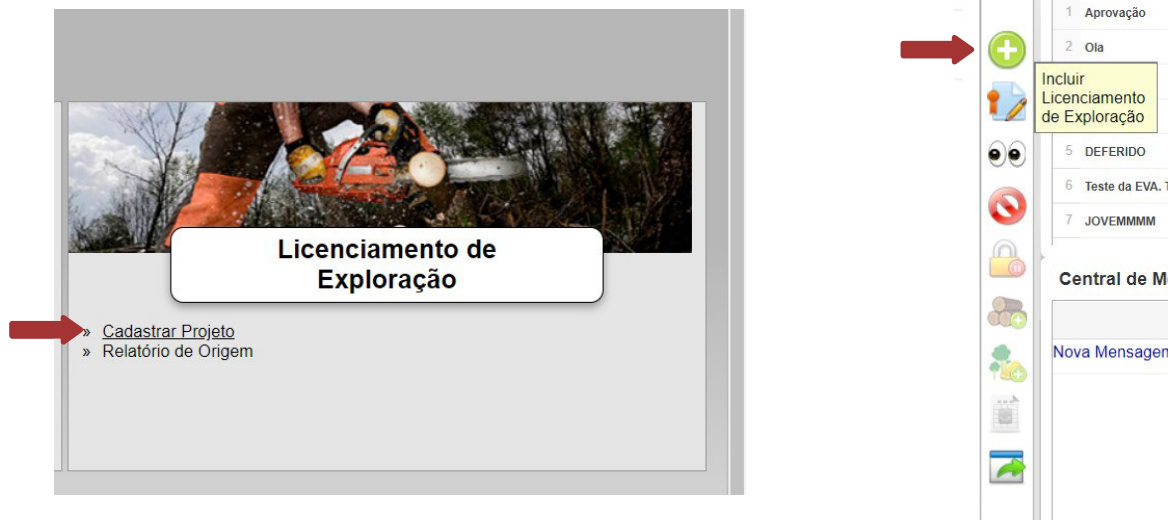 Licenciamento de
Exploração
» Cadastrar Projeto
» Relatório de Origem
1 Aprovação
2 Ola
Incluir
Licenciamento
de Exploração
5 DEFERIDO
6 Teste da EVA.
7 JOVEMMMM
Central de
Nova Mensagem